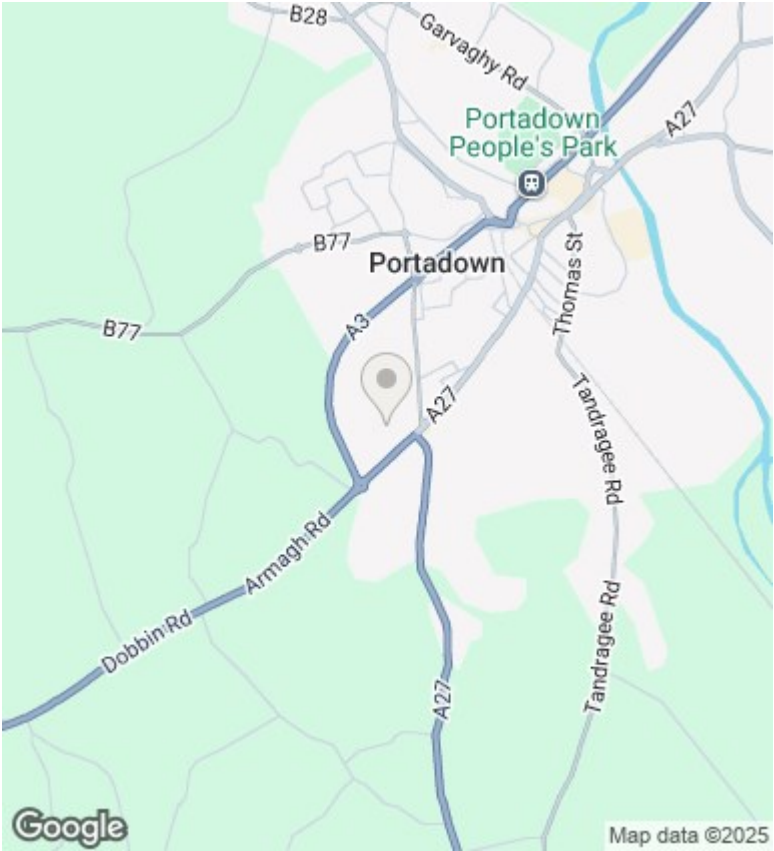 B28
Garvaghy Rd
Portadown
People's Park
A27
B77
Portadown
Thomas St
B77
A3
A27
Tandragee Rd
Armagh Rd
Dobbin Rd
Tandragee Rd
A27
Google
Map data ©2025